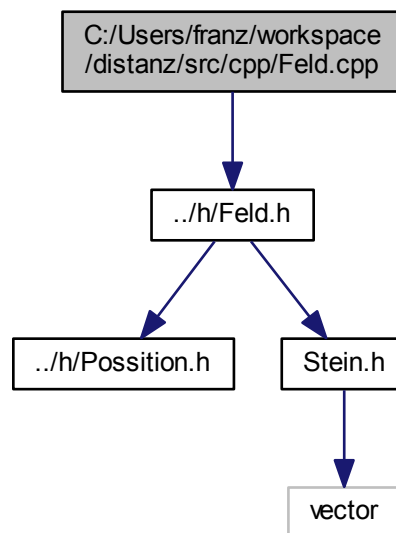 C:/Users/franz/workspace
/distanz/src/cpp/Feld.cpp
../h/Feld.h
../h/Possition.h
Stein.h
vector